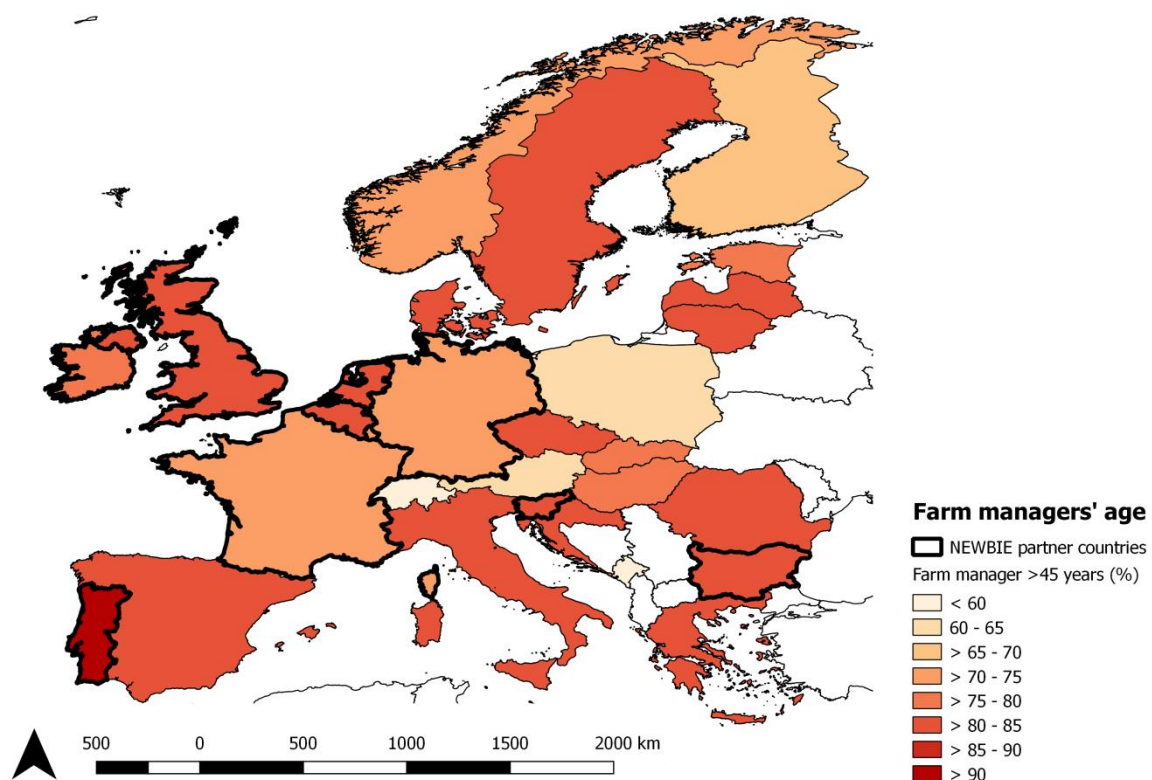 Farm managers' age
NEWBIE partner countries
Farm manager >45 years (%)
< 60
60 - 65
> 65 - 70
> 70 - 75
> 75 - 80
> 80 - 85
> 85 - 90
> 90
500 0 500 1000 1500 2000 km